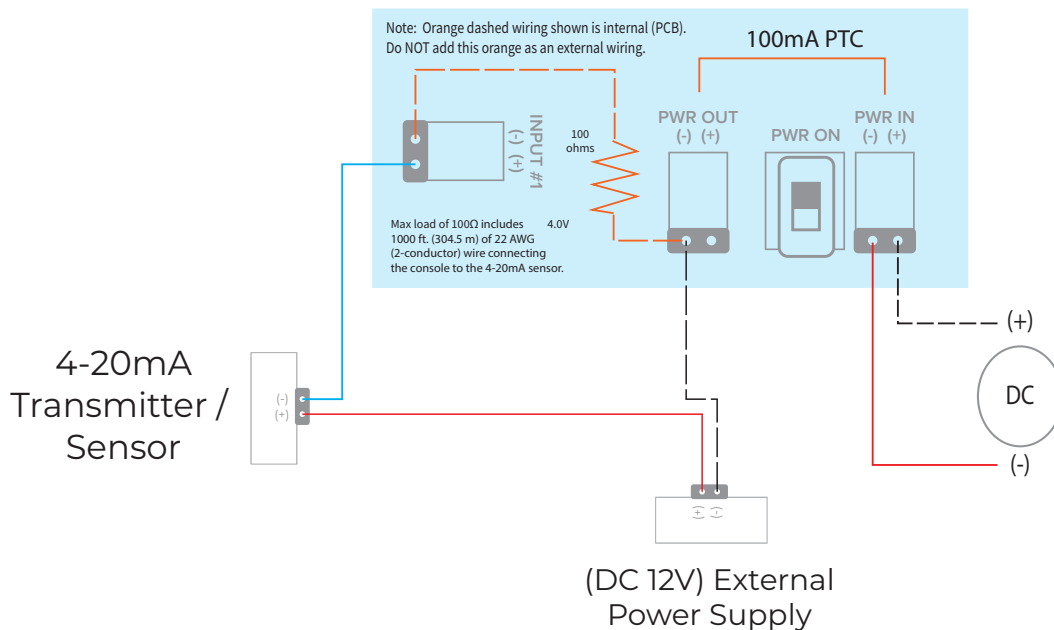 Note: Orange dashed wiring shown is internal (PCB).
Do NOT add this orange as an external wiring.
100mA PTC
INPUT #1
(-) (+)
100
ohms
PWR OUT
(-) (+)
PWR ON
PWR IN
(-) (+)
Max load of 100Ω includes
1000 ft. (304.5 m) of 22 AWG
(2-conductor) wire connecting
the console to the 4-20mA sensor.
4.0V
(+)
DC
(-)
4-20mA
Transmitter /
Sensor
(-)
(+)
(+) (-)
(DC 12V) External
Power Supply